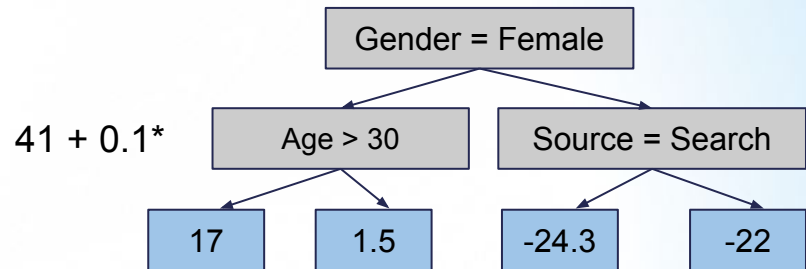 Gender = Female
41 + 0.1*
Age > 30
Source = Search
17
1.5
-24.3
-22